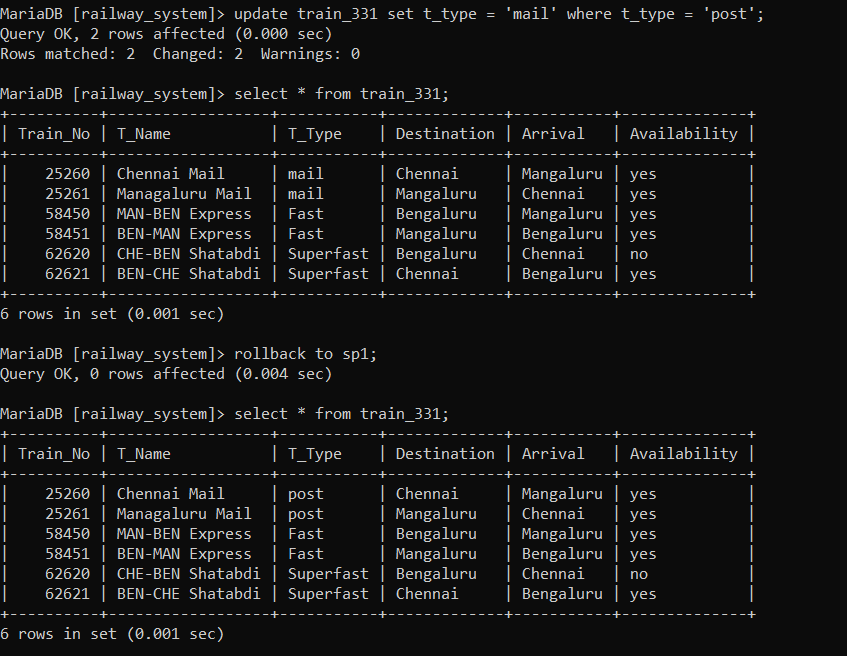 MariaDB [railway_system]> update train_331 set t_type = 'mail' where t_type = 'post';
Query OK, 2 rows affected (0.000 sec)
Rows matched: 2  Changed: 2  Warnings: 0
MariaDB [railway_system]> select * from train_331;
+----------+------------------+-----------+-------------+-----------+--------------+
| Train_No | T_Name           | T_Type    | Destination | Arrival   | Availability |
+----------+------------------+-----------+-------------+-----------+--------------+
|    25260 | Chennai Mail     | mail      | Chennai     | Mangaluru | yes          |
|    25261 | Managaluru Mail  | mail      | Mangaluru   | Chennai   | yes          |
|    58450 | MAN-BEN Express  | Fast      | Bengaluru   | Mangaluru | yes          |
|    58451 | BEN-MAN Express  | Fast      | Mangaluru   | Bengaluru | yes          |
|    62620 | CHE-BEN Shatabdi | Superfast | Bengaluru   | Chennai   | no           |
|    62621 | BEN-CHE Shatabdi | Superfast | Chennai     | Bengaluru | yes          |
+----------+------------------+-----------+-------------+-----------+--------------+
6 rows in set (0.001 sec)
MariaDB [railway_system]> rollback to sp1;
Query OK, 0 rows affected (0.004 sec)
MariaDB [railway_system]> select * from train_331;
+----------+------------------+-----------+-------------+-----------+--------------+
| Train_No | T_Name           | T_Type    | Destination | Arrival   | Availability |
+----------+------------------+-----------+-------------+-----------+--------------+
|    25260 | Chennai Mail     | post      | Chennai     | Mangaluru | yes          |
|    25261 | Managaluru Mail  | post      | Mangaluru   | Chennai   | yes          |
|    58450 | MAN-BEN Express  | Fast      | Bengaluru   | Mangaluru | yes          |
|    58451 | BEN-MAN Express  | Fast      | Mangaluru   | Bengaluru | yes          |
|    62620 | CHE-BEN Shatabdi | Superfast | Bengaluru   | Chennai   | no           |
|    62621 | BEN-CHE Shatabdi | Superfast | Chennai     | Bengaluru | yes          |
+----------+------------------+-----------+-------------+-----------+--------------+
6 rows in set (0.001 sec)